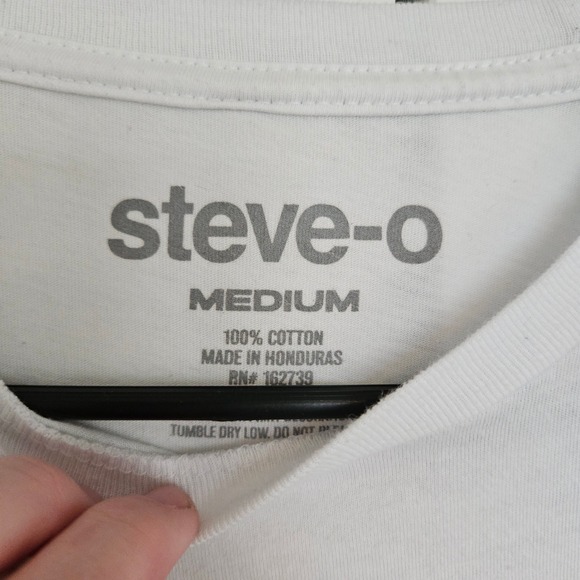 steve-o
MEDIUM
100% COTTON
MADE IN HONDURAS
RN# 162739
TUMBLE DRY LOW. DO NOT